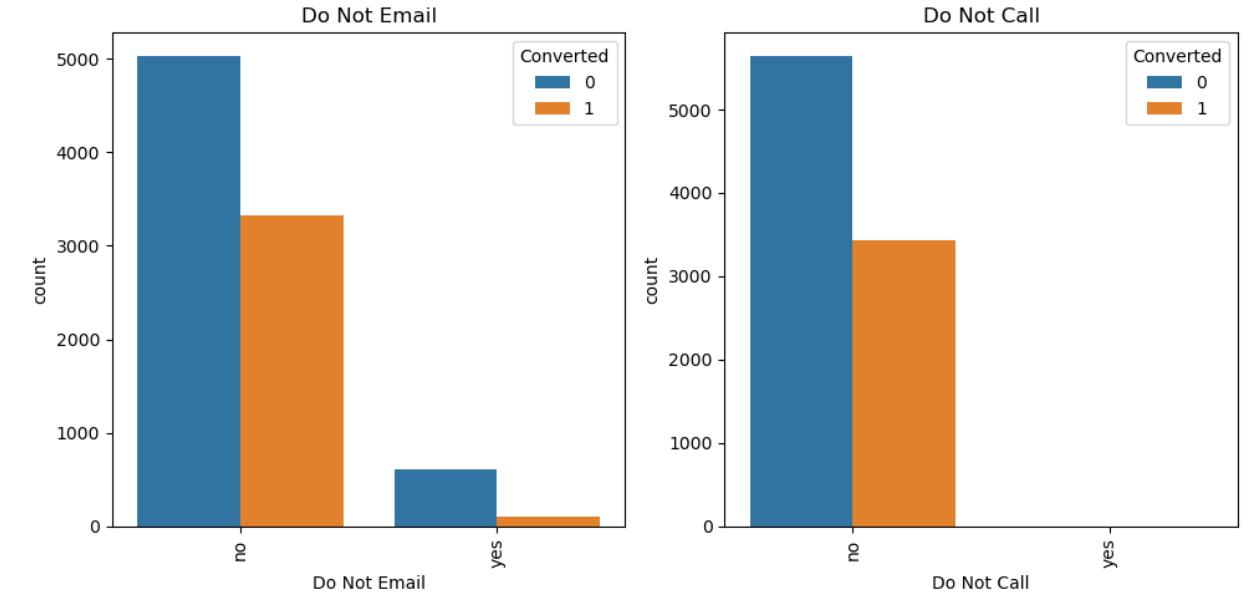 Do Not Email
5000
4000
3000
2000
1000
0
count
Converted
0
1
no
yes
Do Not Email
Do Not Call
5000
4000
3000
2000
1000
0
count
Converted
0
1
no
yes
Do Not Call